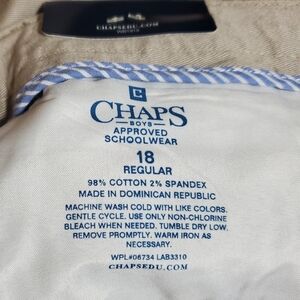 CHAPSEDU.COM
C
CHAPS
BOYS
APPROVED
SCHOOLWEAR
18
REGULAR
98% COTTON 2% SPANDEX
MADE IN DOMINICAN REPUBLIC
MACHINE WASH COLD WITH LIKE COLORS.
GENTLE CYCLE. USE ONLY NON-CHLORINE
BLEACH WHEN NEEDED. TUMBLE DRY LOW.
REMOVE PROMPTLY. WARM IRON AS
NECESSARY.
WPL#06734 LAB3310
CHAPSEDU.COM